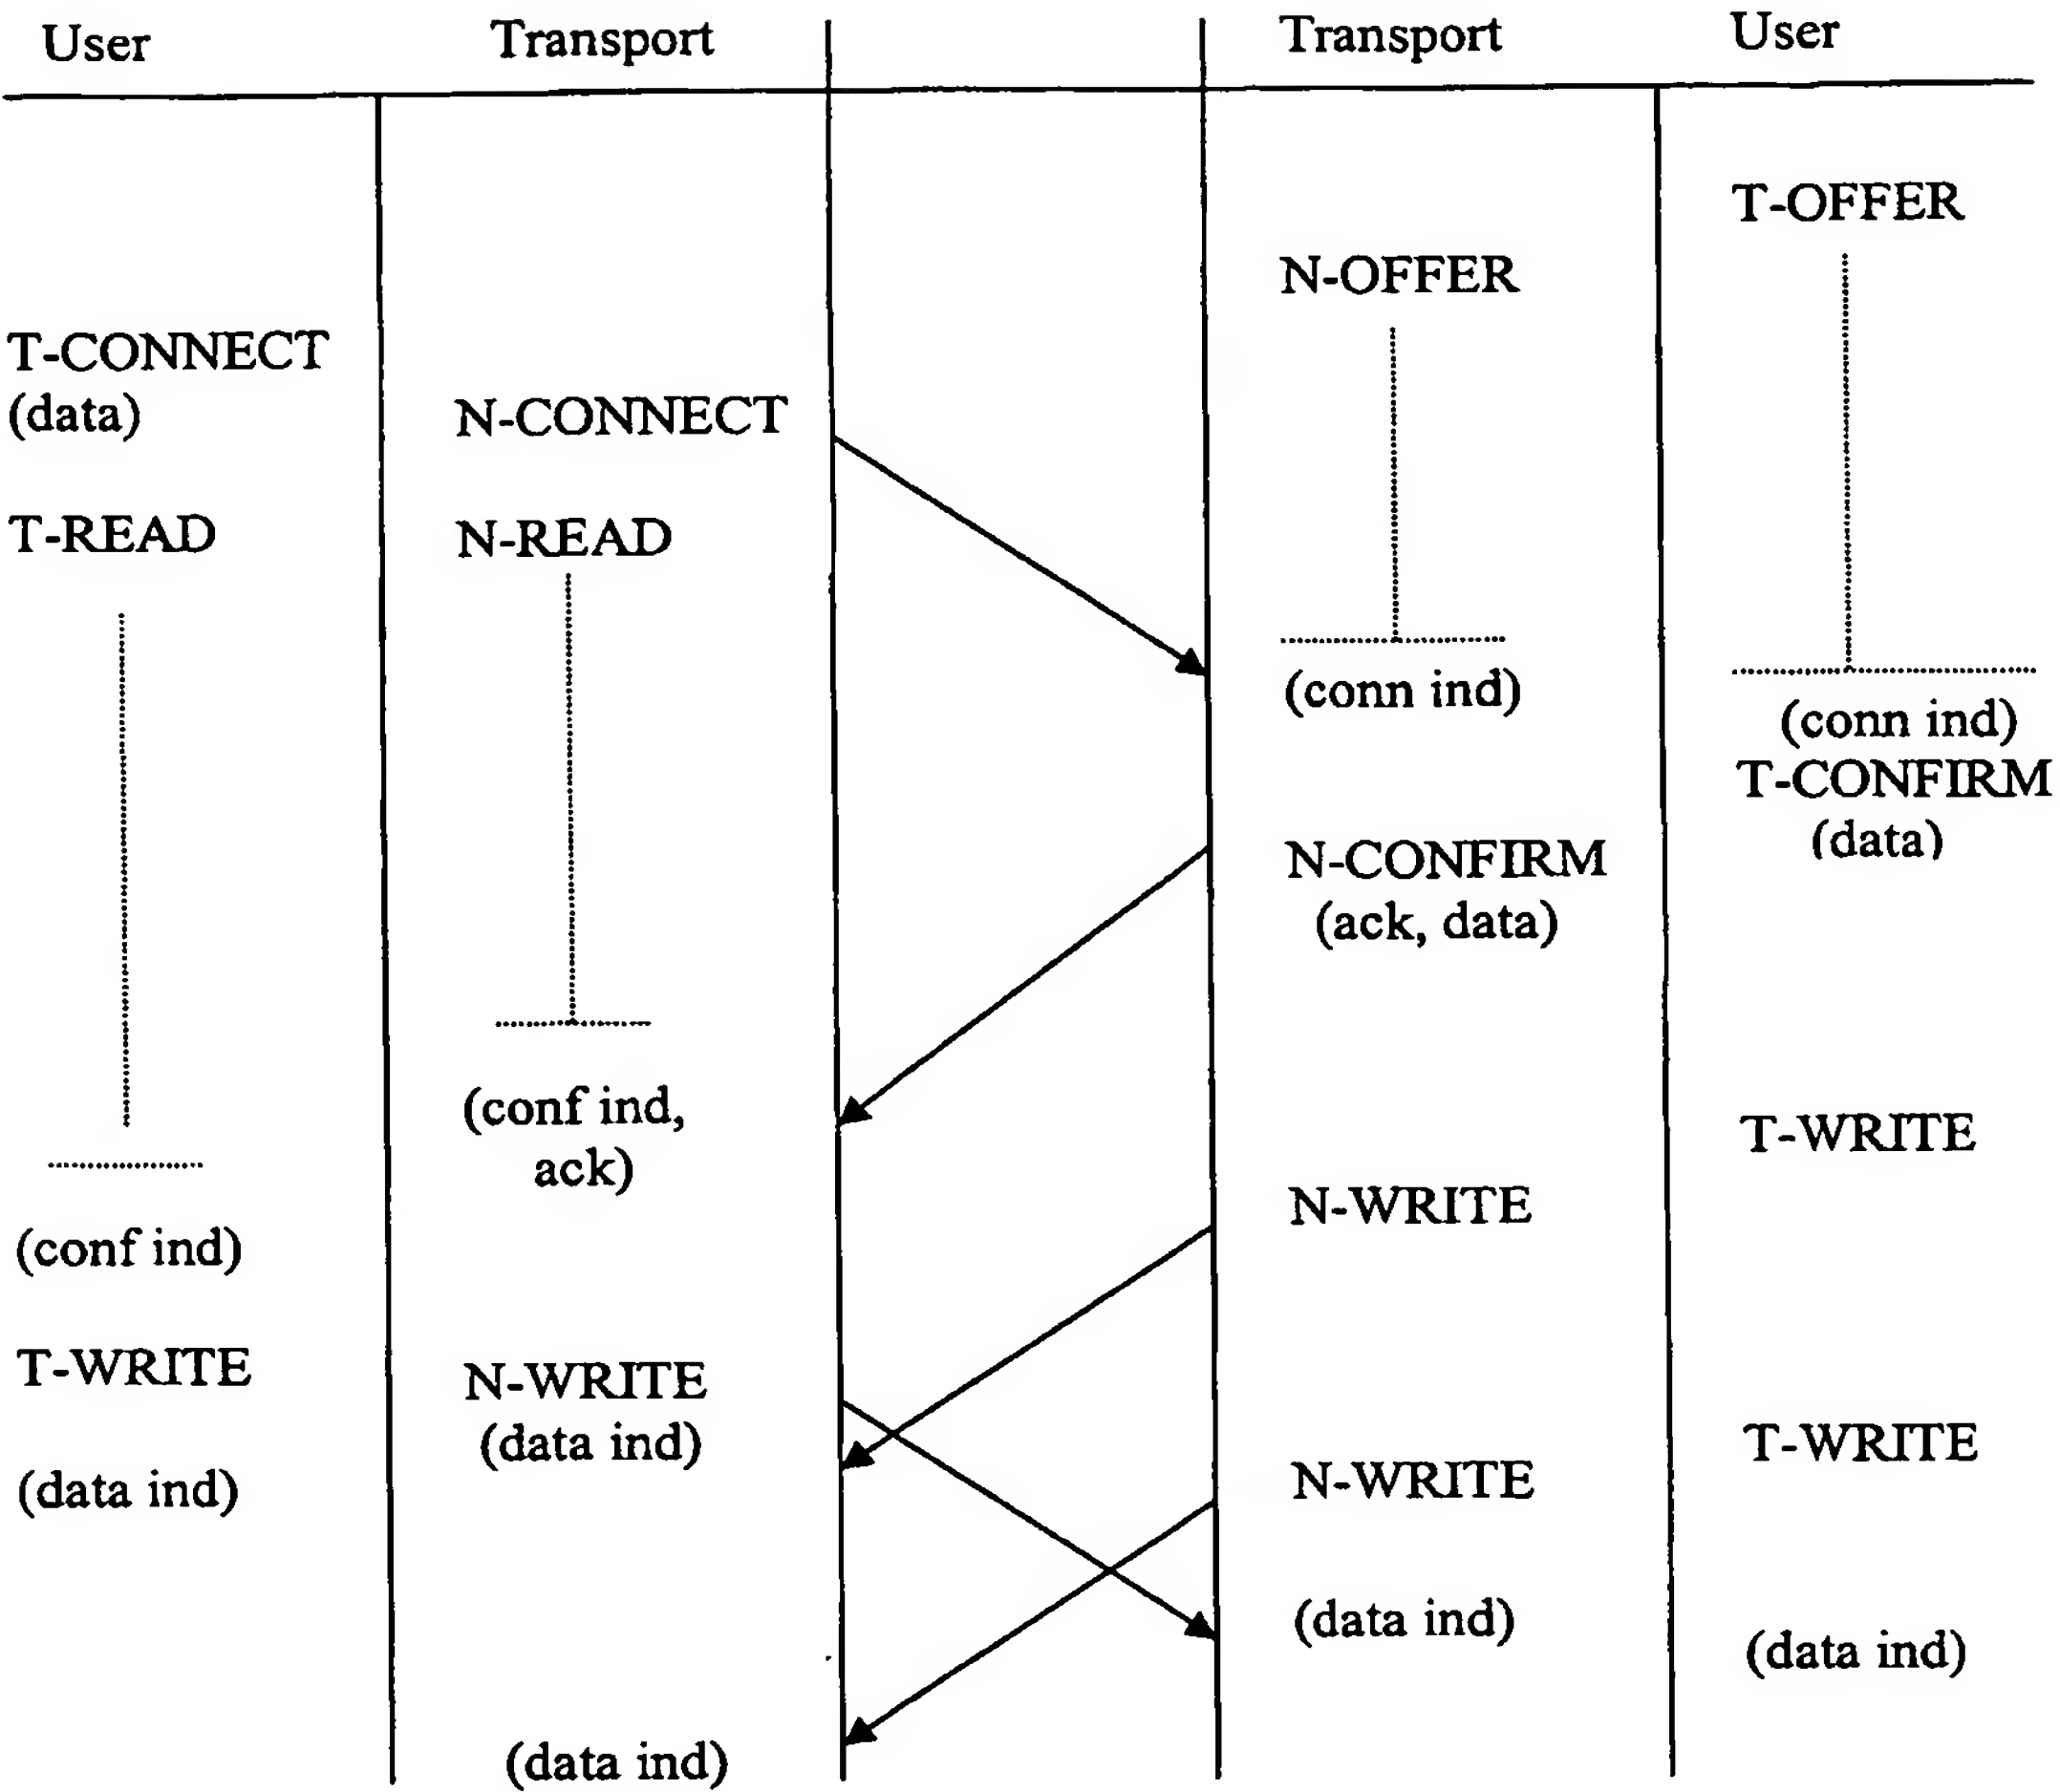 User Transport Transport User
T-OFFER
N-OFFER
T-CONNECT
(data) N-CONNECT
T-READ N-READ
(conn ind)
(conn ind)
T-CONFIRM
(data)
N-CONFIRM
(ack, data)
(conf ind,
ack)
T-WRITE
N-WRITE
(conf ind)
T-WRITE N-WRITE
(data ind)
T-WRITE
(data ind) N-WRITE
(data ind)
(data ind)
(data ind)